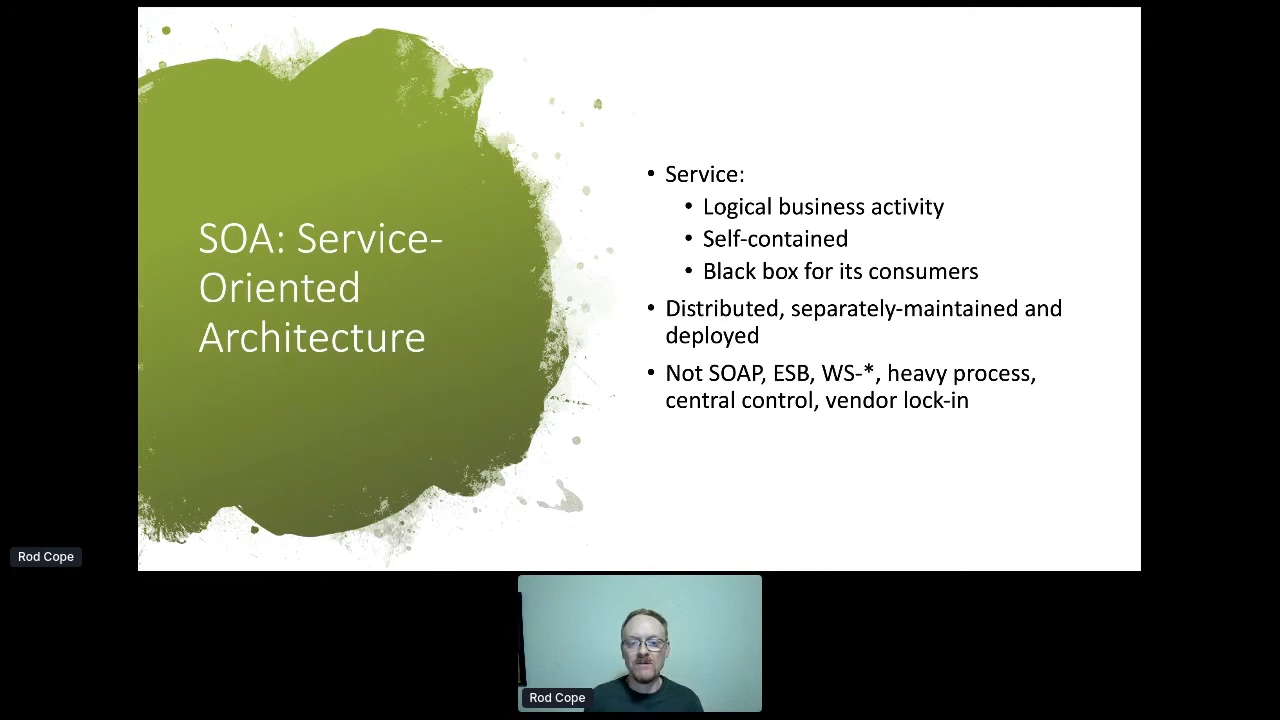 SOA: Service-
Oriented
Architecture
• Service:
• Logical business activity
• Self-contained
• Black box for its consumers
• Distributed, separately-maintained and
deployed
• Not SOAP, ESB, WS-*, heavy process,
central control, vendor lock-in
Rod Cope
Rod Cope